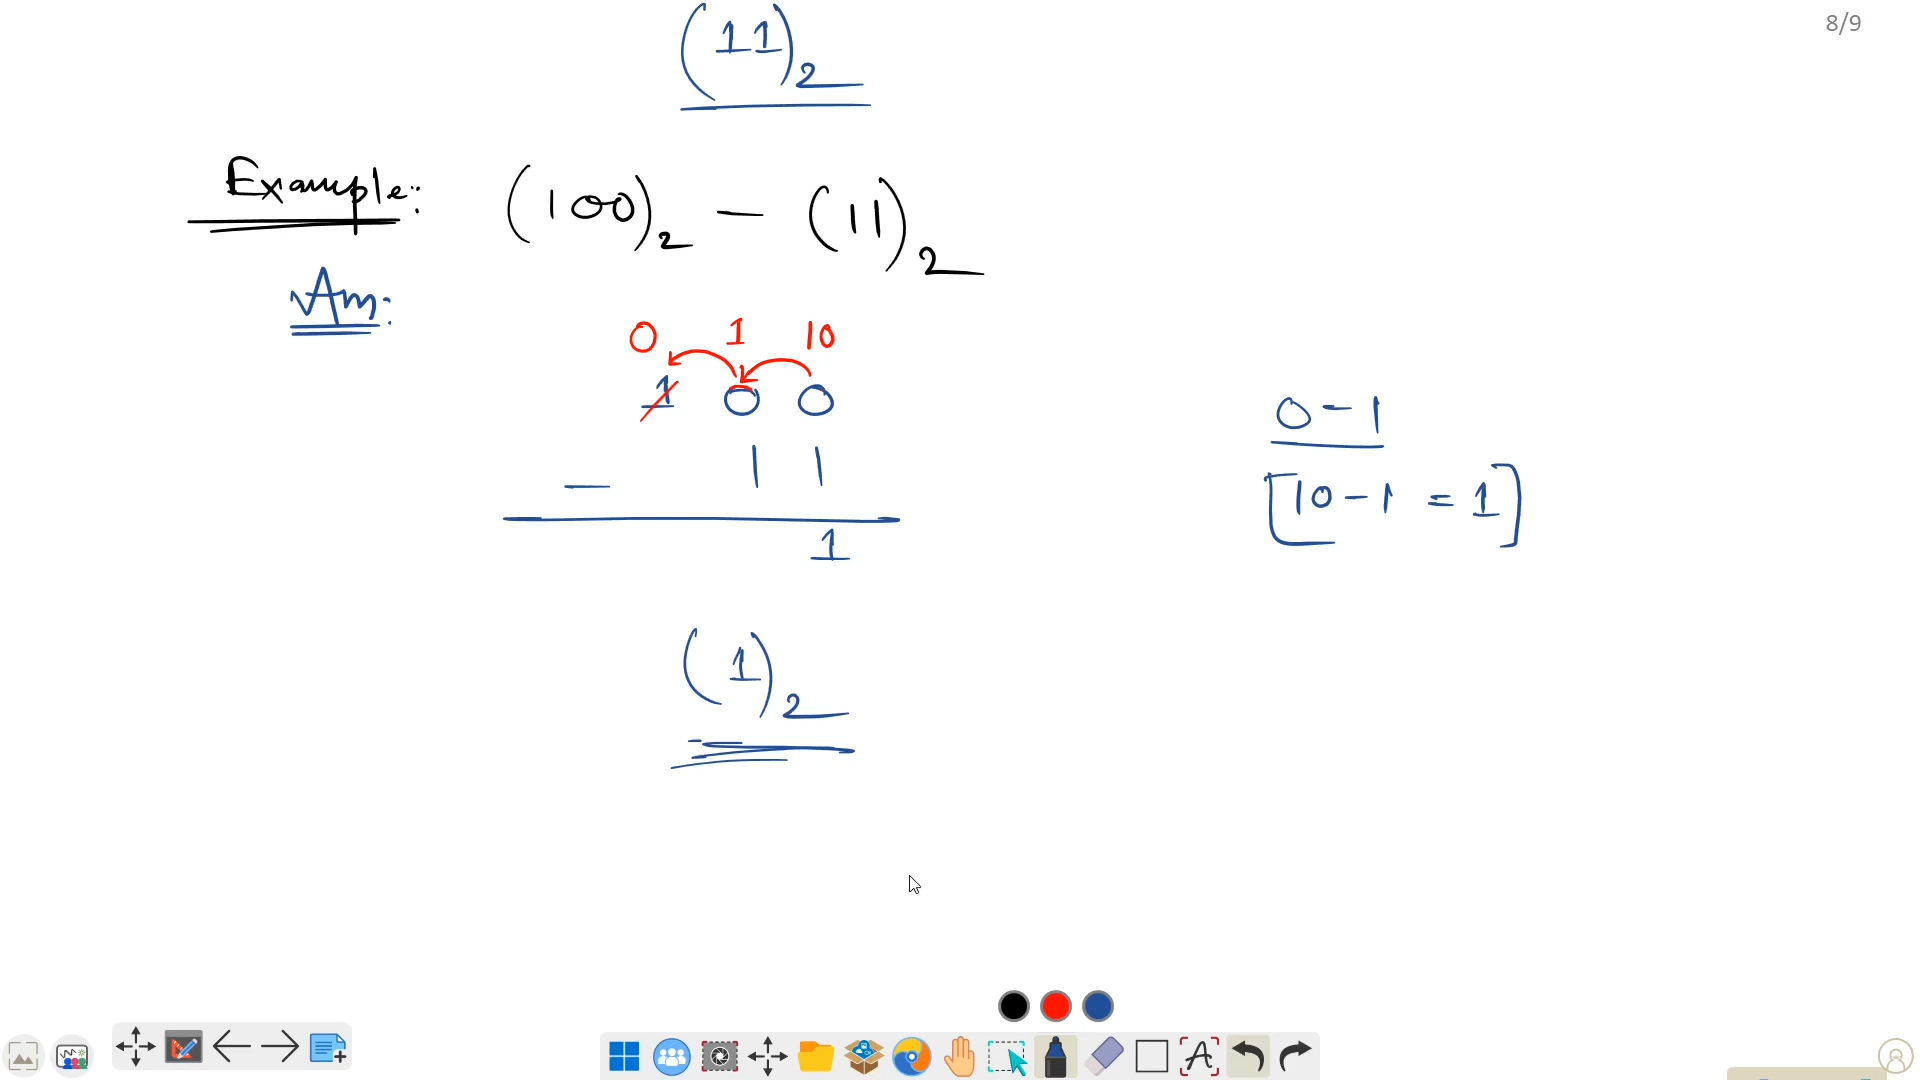 8/9
(11)₂
Example: (100)₂ - (11)₂
Ans:
0 1 10
1 0 0
- 1 1
1
(1)₂
0 - 1
[10 - 1 = 1]